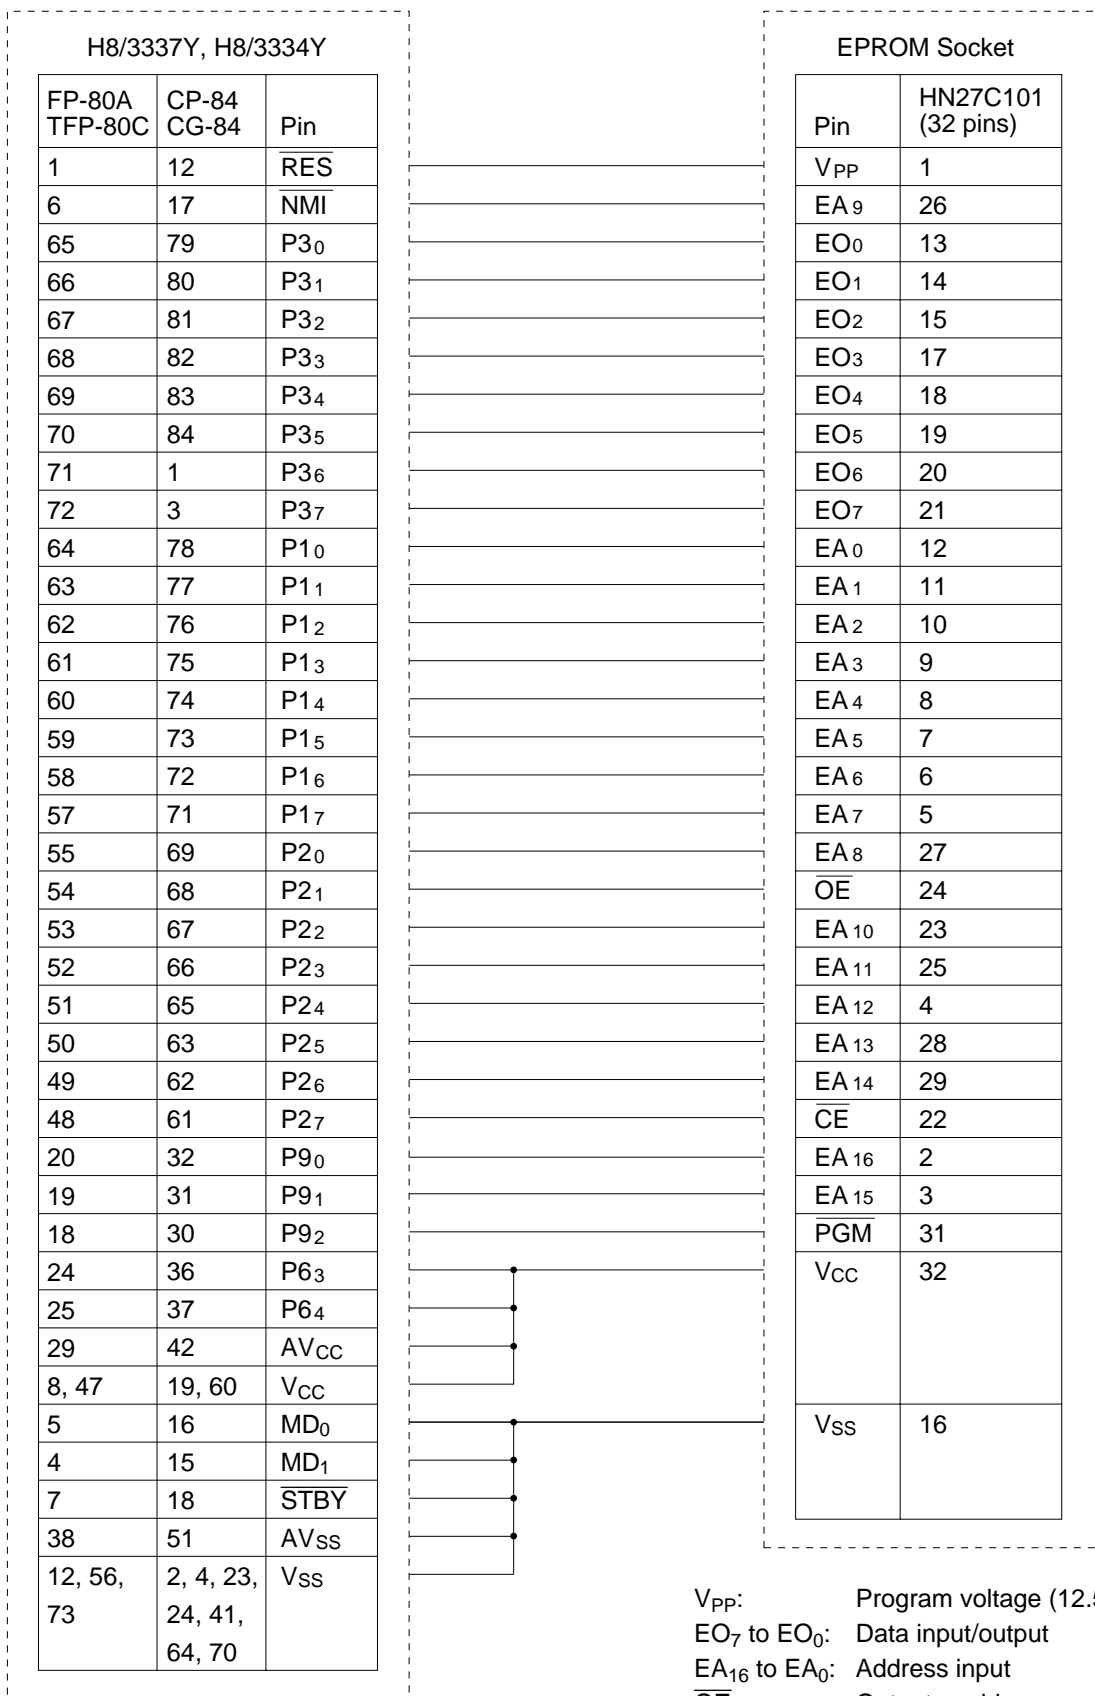 H8/3337Y, H8/3334Y EPROM Socket
FP-80A CP-84 HN27C101
TFP-80C CG-84 Pin Pin (32 pins)
1 12 R̅E̅S̅ VPP 1
6 17 N̅M̅I̅ EA9 26
65 79 P30 EO0 13
66 80 P31 EO1 14
67 81 P32 EO2 15
68 82 P33 EO3 17
69 83 P34 EO4 18
70 84 P35 EO5 19
71 1 P36 EO6 20
72 3 P37 EO7 21
64 78 P10 EA0 12
63 77 P11 EA1 11
62 76 P12 EA2 10
61 75 P13 EA3 9
60 74 P14 EA4 8
59 73 P15 EA5 7
58 72 P16 EA6 6
57 71 P17 EA7 5
55 69 P20 EA8 27
54 68 P21 O̅E̅ 24
53 67 P22 EA10 23
52 66 P23 EA11 25
51 65 P24 EA12 4
50 63 P25 EA13 28
49 62 P26 EA14 29
48 61 P27 C̅E̅ 22
20 32 P90 EA16 2
19 31 P91 EA15 3
18 30 P92 P̅G̅M̅ 31
24 36 P63 VCC 32
25 37 P64
29 42 AVCC
8, 47 19, 60 VCC
5 16 MD0 VSS 16
4 15 MD1
7 18 S̅T̅B̅Y̅
38 51 AVSS
12, 56, 2, 4, 23, VSS
73 24, 41,
64, 70
VPP: Program voltage (12.5
EO7 to EO0: Data input/output
EA16 to EA0: Address input